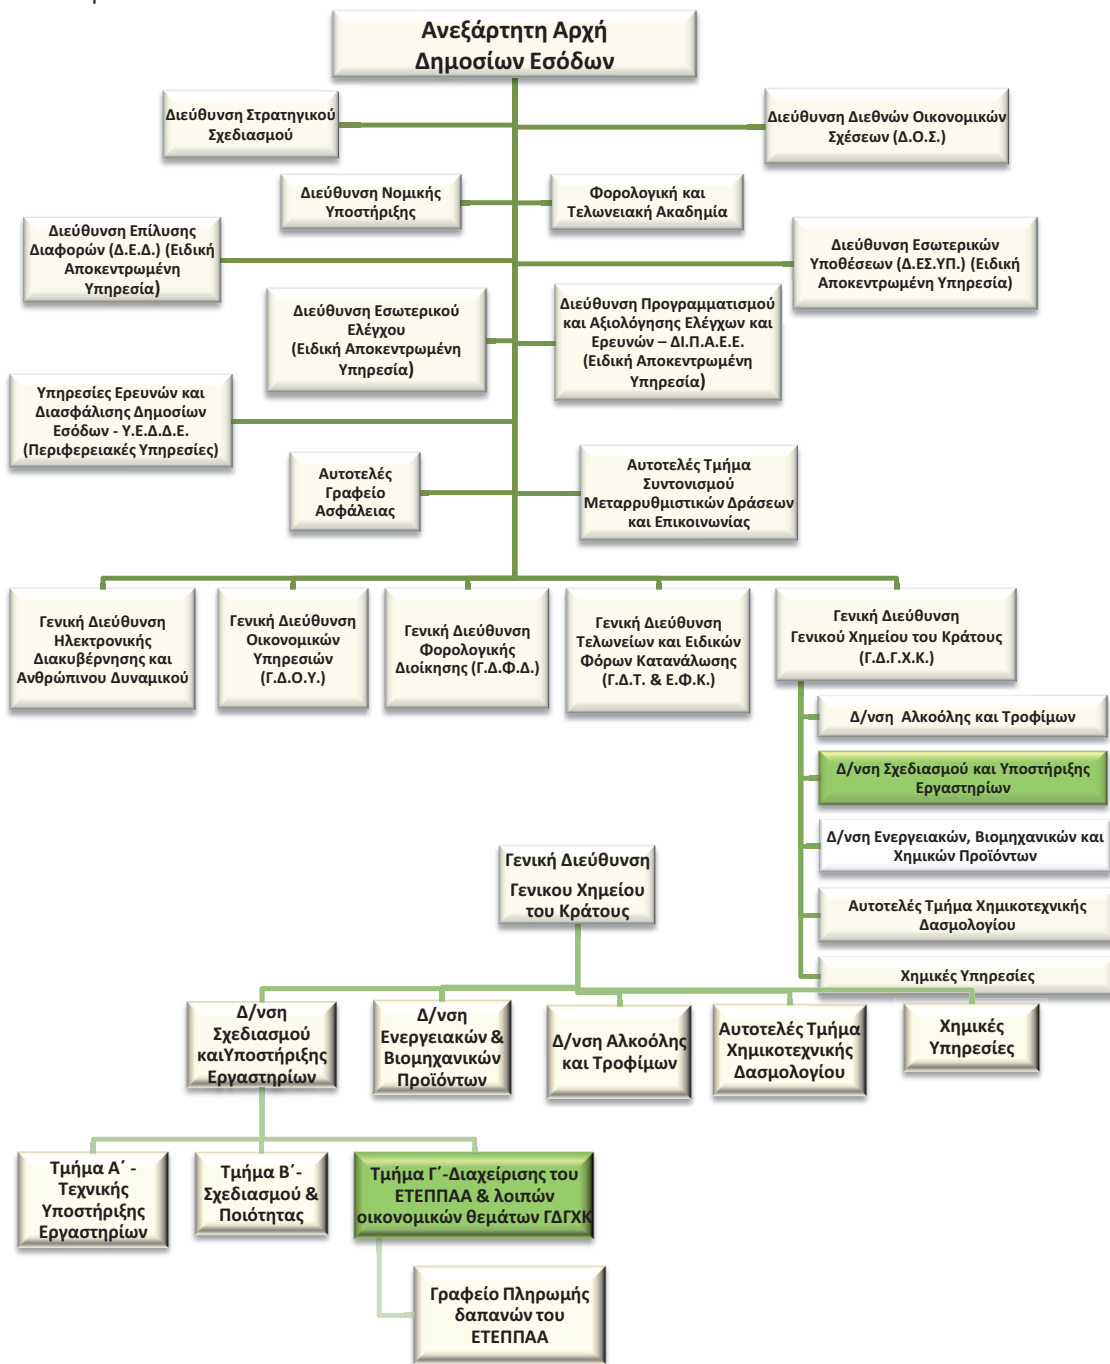 Ανεξάρτητη Αρχή
Δημοσίων Εσόδων
Διεύθυνση Στρατηγικού
Σχεδιασμού
Διεύθυνση Διεθνών Οικονομικών
Σχέσεων (Δ.Ο.Σ.)
Διεύθυνση Νομικής
Υποστήριξης
Φορολογική και
Τελωνειακή Ακαδημία
Διεύθυνση Επίλυσης
Διαφορών (Δ.Ε.Δ.) (Ειδική
Αποκεντρωμένη
Υπηρεσία)
Διεύθυνση Εσωτερικών
Υποθέσεων (Δ.ΕΣ.ΥΠ.) (Ειδική
Αποκεντρωμένη Υπηρεσία)
Διεύθυνση Εσωτερικού
Ελέγχου
(Ειδική Αποκεντρωμένη
Υπηρεσία)
Διεύθυνση Προγραμματισμού
και Αξιολόγησης Ελέγχων και
Ερευνών – ΔΙ.Π.Α.Ε.Ε.
(Ειδική Αποκεντρωμένη
Υπηρεσία)
Υπηρεσίες Ερευνών και
Διασφάλισης Δημοσίων
Εσόδων - Υ.Ε.Δ.Δ.Ε.
(Περιφερειακές Υπηρεσίες)
Αυτοτελές
Γραφείο
Ασφάλειας
Αυτοτελές Τμήμα
Συντονισμού
Μεταρρυθμιστικών Δράσεων
και Επικοινωνίας
Γενική Διεύθυνση
Ηλεκτρονικής
Διακυβέρνησης και
Ανθρώπινου Δυναμικού
Γενική Διεύθυνση
Οικονομικών
Υπηρεσιών
(Γ.Δ.Ο.Υ.)
Γενική Διεύθυνση
Φορολογικής
Διοίκησης (Γ.Δ.Φ.Δ.)
Γενική Διεύθυνση
Τελωνείων και Ειδικών
Φόρων Κατανάλωσης
(Γ.Δ.Τ. & Ε.Φ.Κ.)
Γενική Διεύθυνση
Γενικού Χημείου του Κράτους
(Γ.Δ.Γ.Χ.Κ.)
Δ/νση Αλκοόλης και Τροφίμων
Δ/νση Σχεδιασμού και Υποστήριξης
Εργαστηρίων
Δ/νση Ενεργειακών, Βιομηχανικών και
Χημικών Προϊόντων
Αυτοτελές Τμήμα Χημικοτεχνικής
Δασμολογίου
Χημικές Υπηρεσίες
Γενική Διεύθυνση
Γενικου Χημείου
του Κράτους
Δ/νση
Σχεδιασμού
καιΥποστήριξης
Εργαστηρίων
Δ/νση
Ενεργειακών &
Βιομηχανικών
Προϊόντων
Δ/νση Αλκοόλης
και Τροφίμων
Αυτοτελές Τμήμα
Χημικοτεχνικής
Δασμολογίου
Χημικές
Υπηρεσίες
Τμήμα Α΄ -
Τεχνικής
Υποστήριξης
Εργαστηρίων
Τμήμα Β΄-
Σχεδιασμού &
Ποιότητας
Τμήμα Γ΄-Διαχείρισης του
ΕΤΕΠΠΑΑ & λοιπών
οικονομικών θεμάτων ΓΔΓΧΚ
Γραφείο Πληρωμής
δαπανών του
ΕΤΕΠΠΑΑ